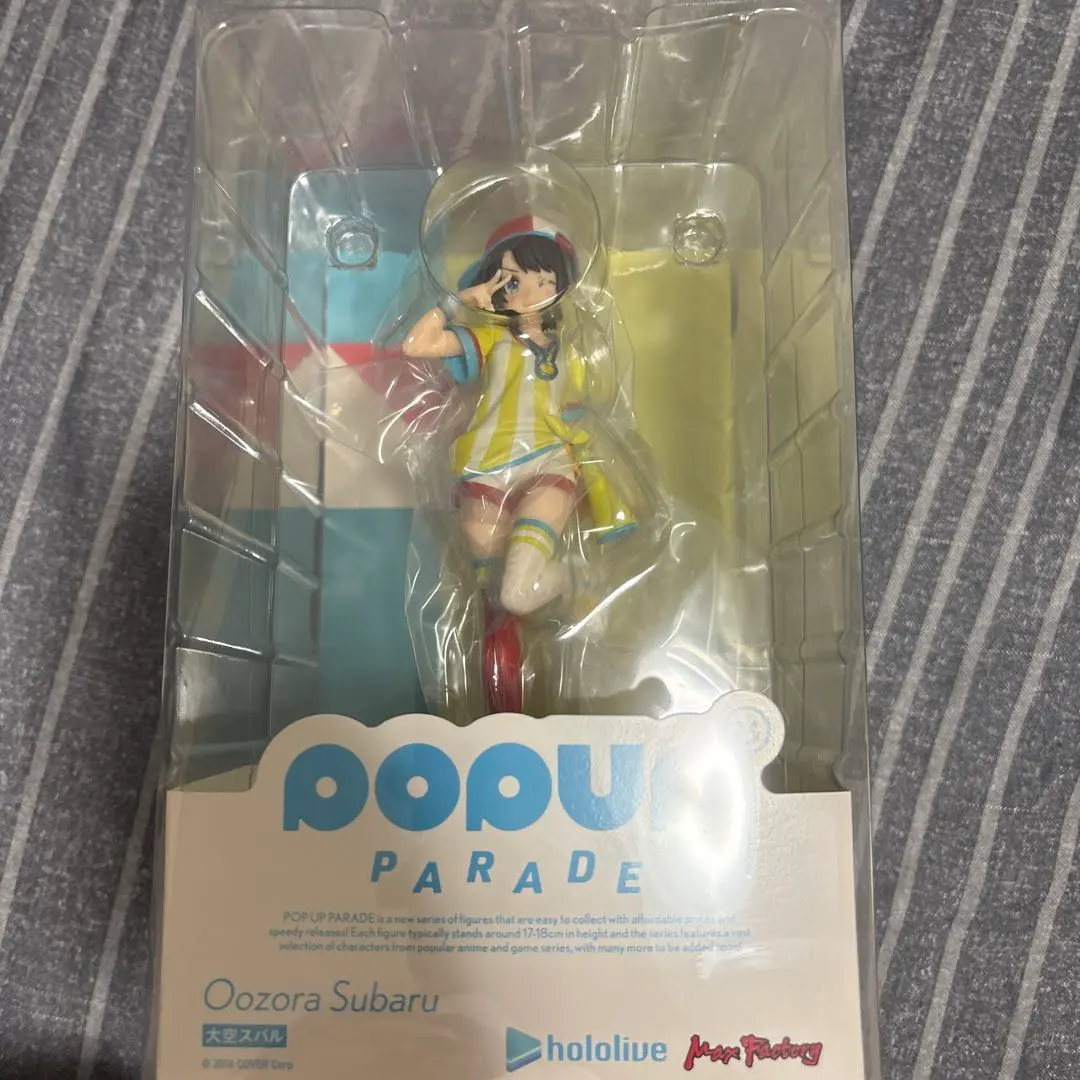 POPU
PARADE
POP UP PARADE is a new series of figures that are easy to collect with affordable prices and
speedy releases! Each figure typically stands around 17-18cm in height and the series features a vast
selection of characters from popular anime and game series, with many more to be added soon!
Oozora Subaru
大空スバル
© 2016 COVER Corp
hololive
Max Factory